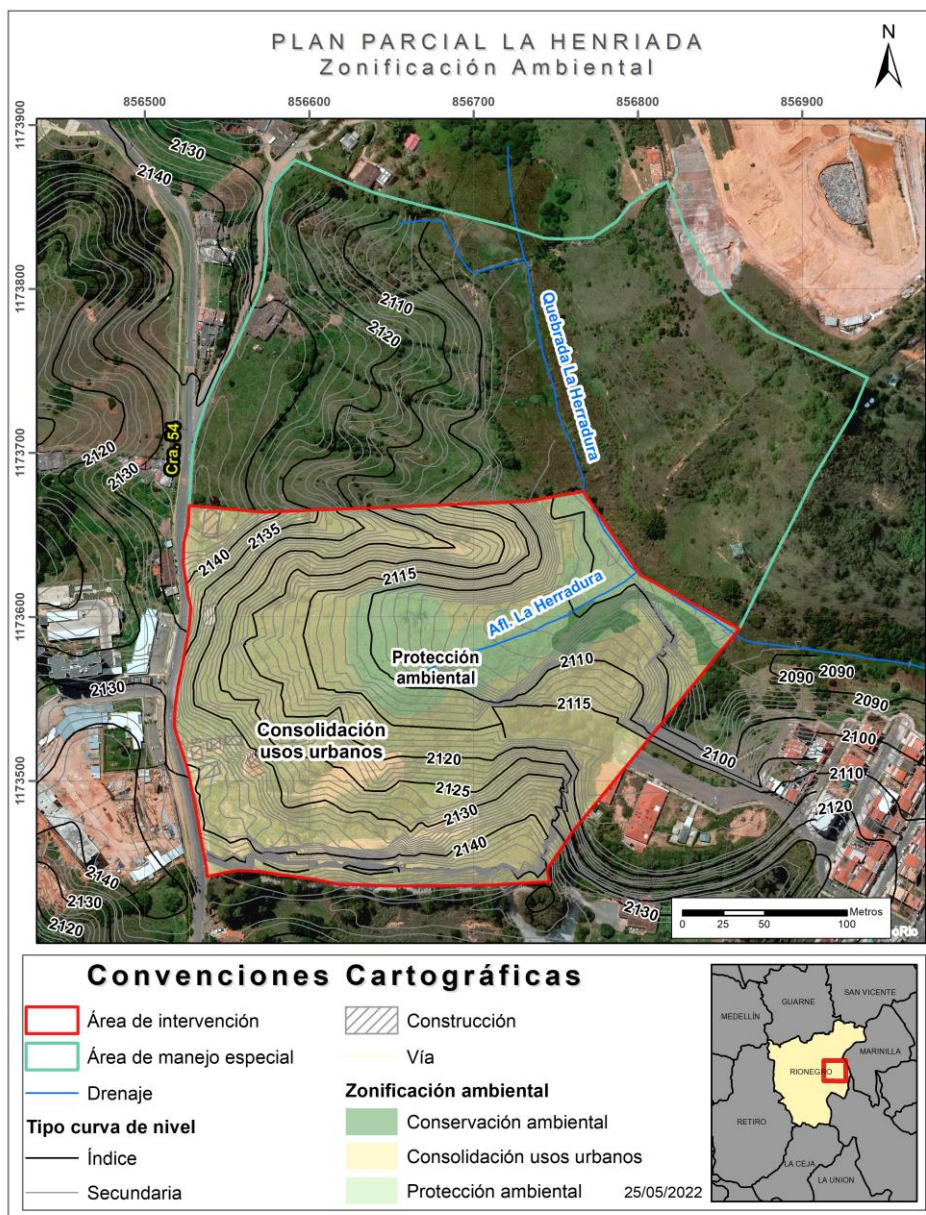 PLAN PARCIAL LA HENRIADA
Zonificación Ambiental
N
856500
856600
856700
856800
856900
1173900
1173800
1173700
1173600
1173500
2130
2140
2110
2120
Quebrada La Herradura
Cra. 54
2120
2130
2140
2135
2115
Afl. La Herradura
Protección
ambiental
2110
2130
2115
2090
2090
2090
Consolidación
usos urbanos
2100
2100
2120
2110
2125
2120
2130
2140
2140
2130
2120
2130
0 25 50 100 Metros
oRio
Convenciones Cartográficas
Área de intervención
Área de manejo especial
Drenaje
Tipo curva de nivel
Índice
Secundaria
Construcción
Vía
Zonificación ambiental
Conservación ambiental
Consolidación usos urbanos
Protección ambiental
25/05/2022
MEDELLÍN
GUARNE
SAN VICENTE
MARINILLA
RIONEGRO
RETIRO
LA CEJA
LA UNION